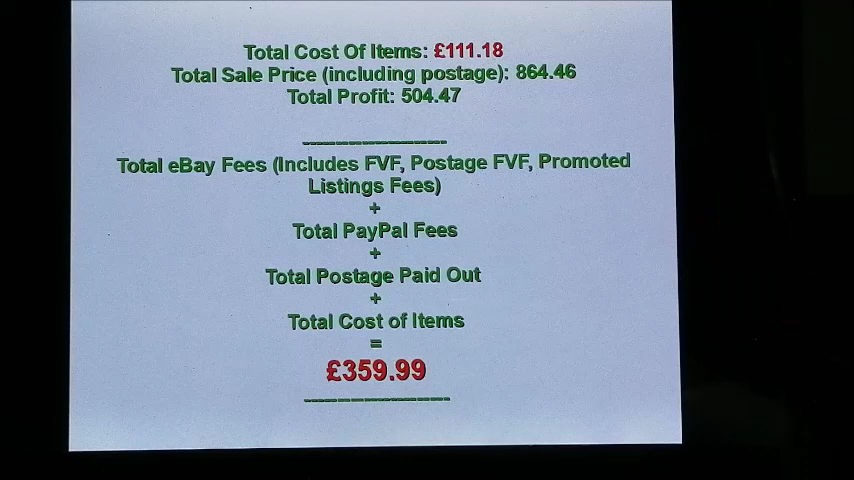 Total Cost Of Items: £111.18
Total Sale Price (including postage): 864.46
Total Profit: 504.47
Total eBay Fees (Includes FVF, Postage FVF, Promoted
Listings Fees)
+
Total PayPal Fees
+
Total Postage Paid Out
+
Total Cost of Items
=
£359.99